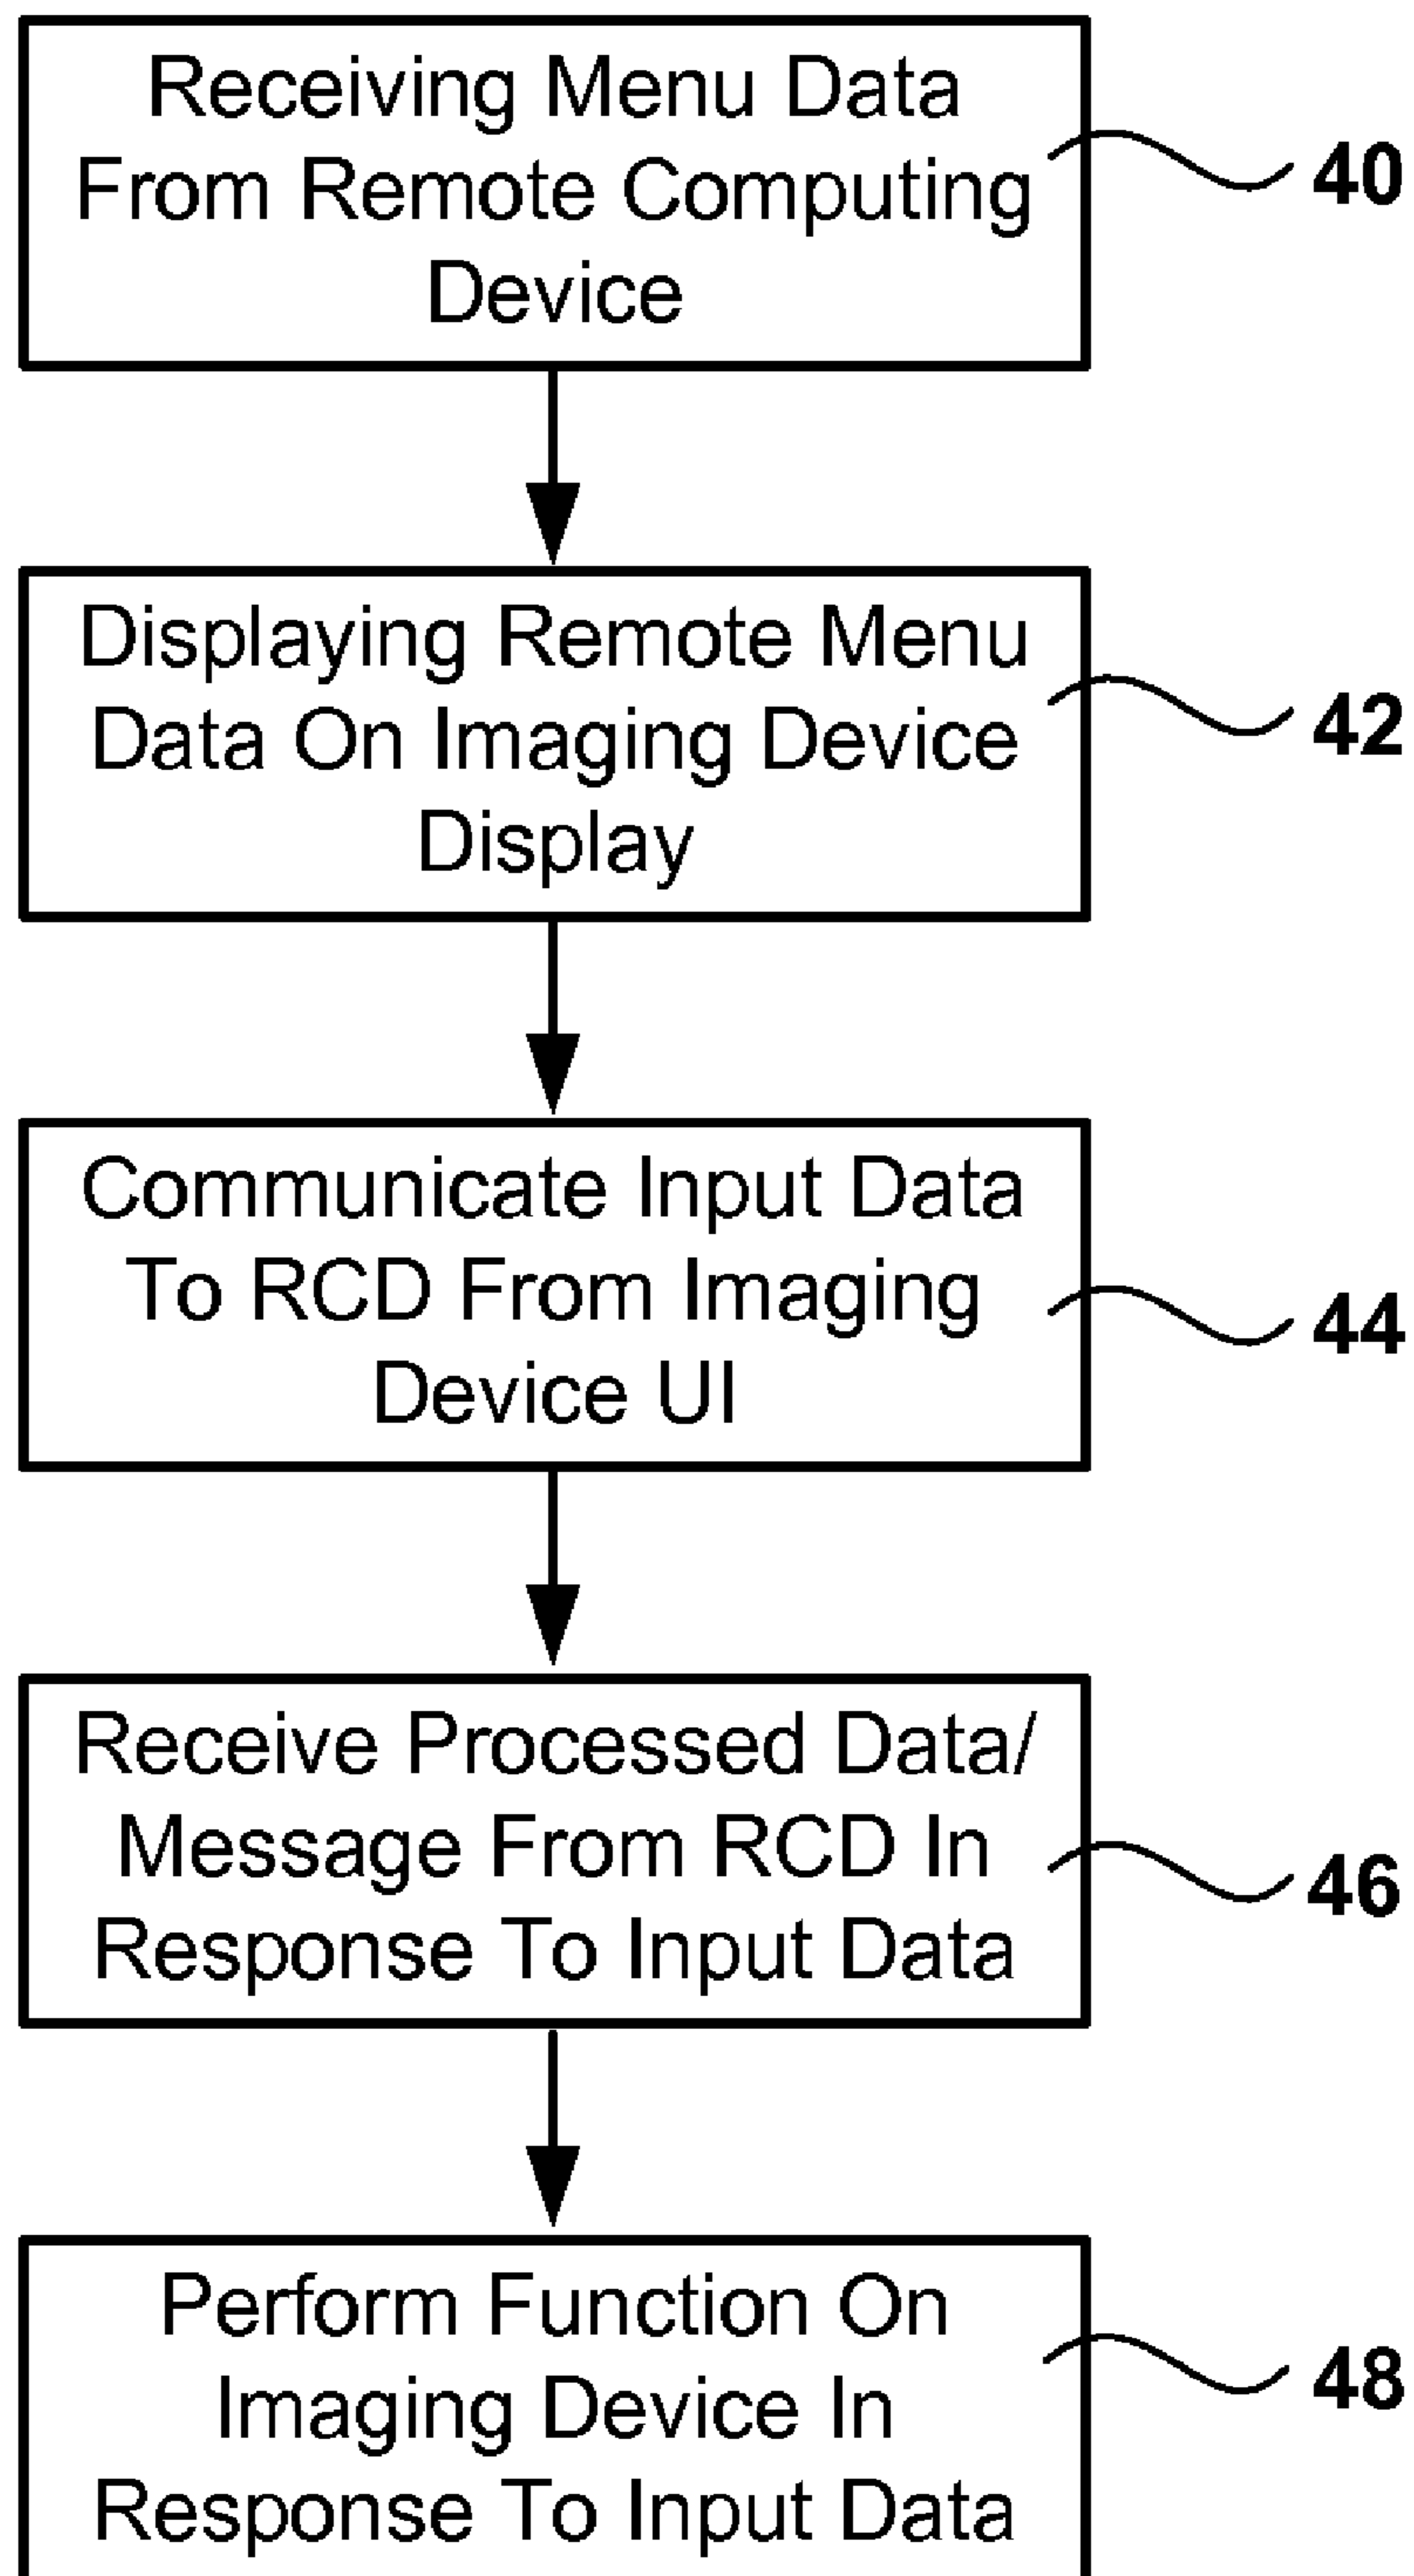 Receiving Menu Data
From Remote Computing
Device
40
Displaying Remote Menu
Data On Imaging Device
Display
42
Communicate Input Data
To RCD From Imaging
Device UI
44
Receive Processed Data/
Message From RCD In
Response To Input Data
46
Perform Function On
Imaging Device In
Response To Input Data
48